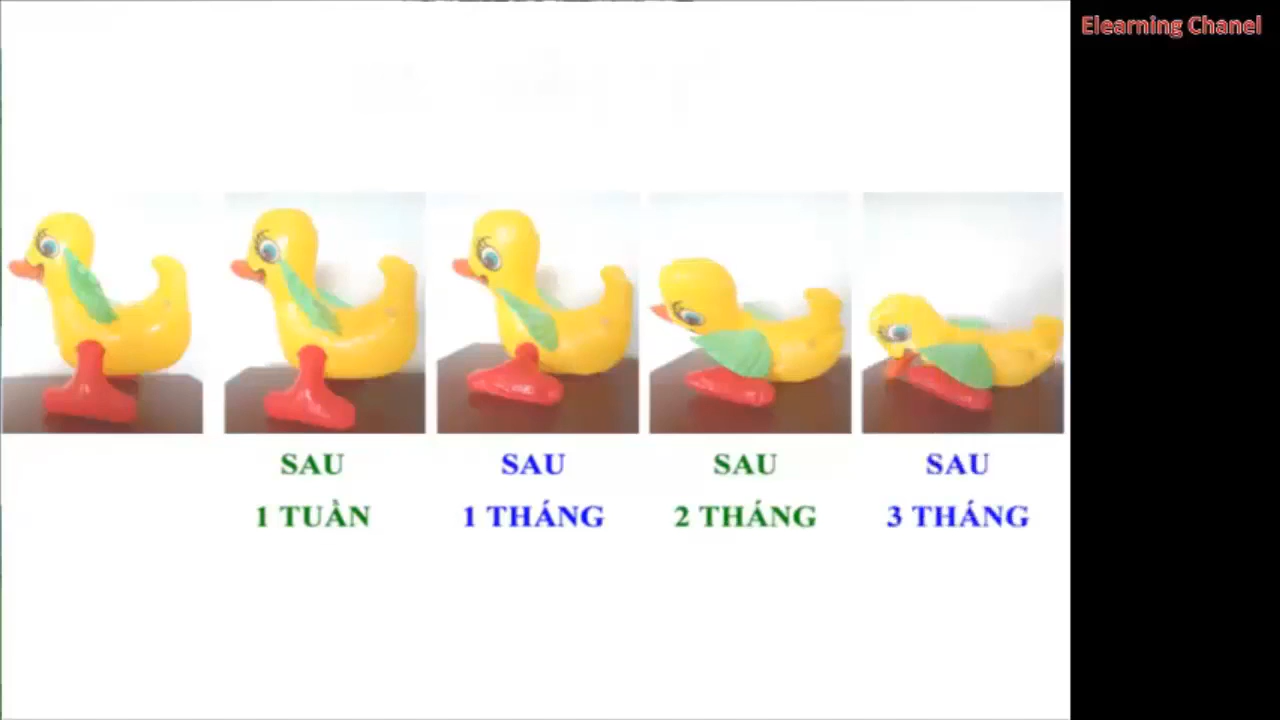 Elearning Chanel
SAU
1 TUẦN
SAU
1 THÁNG
SAU
2 THÁNG
SAU
3 THÁNG